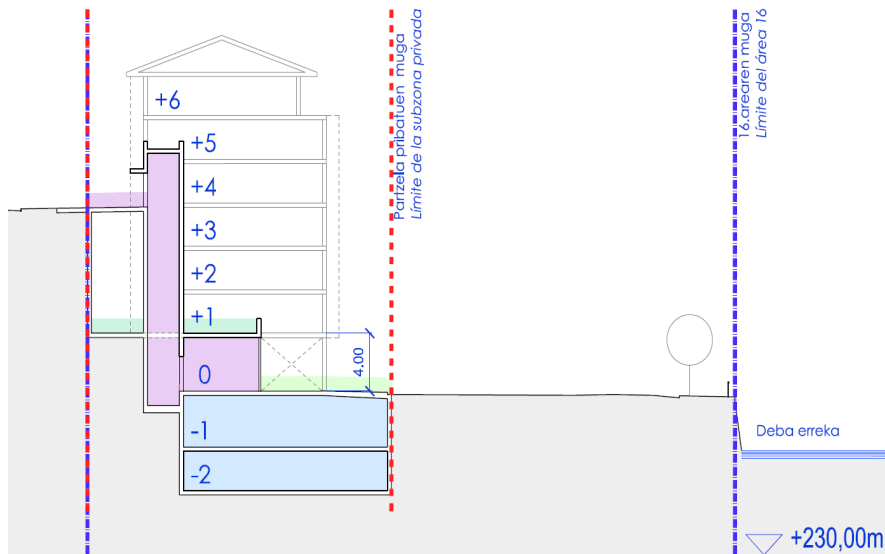 +6
+5
+4
+3
+2
+1
0
4.00
-1
-2
Partzela pribatuen muga
Límite de la subzona privada
16.arearen muga
Límite del área 16
Deba erreka
+230,00m